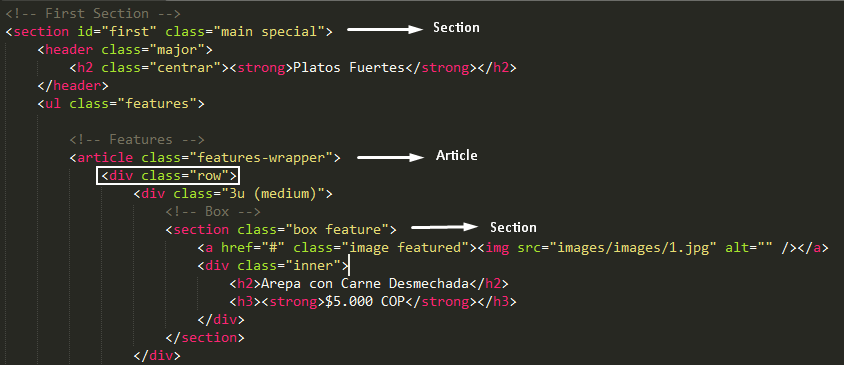 <!-- First Section -->
<section id="first" class="main special"> Section
<header class="major">
<h2 class="centrar"><strong>Platos Fuertes</strong></h2>
</header>
<ul class="features">
<!-- Features -->
<article class="features-wrapper"> Article
<div class="row">
<div class="3u (medium)">
<!-- Box -->
<section class="box feature"> Section
<a href="#" class="image featured"><img src="images/images/1.jpg" alt="" /></a>
<div class="inner">
<h2>Arepa con Carne Desmechada</h2>
<h3><strong>$5.000 COP</strong></h3>
</div>
</section>
</div>